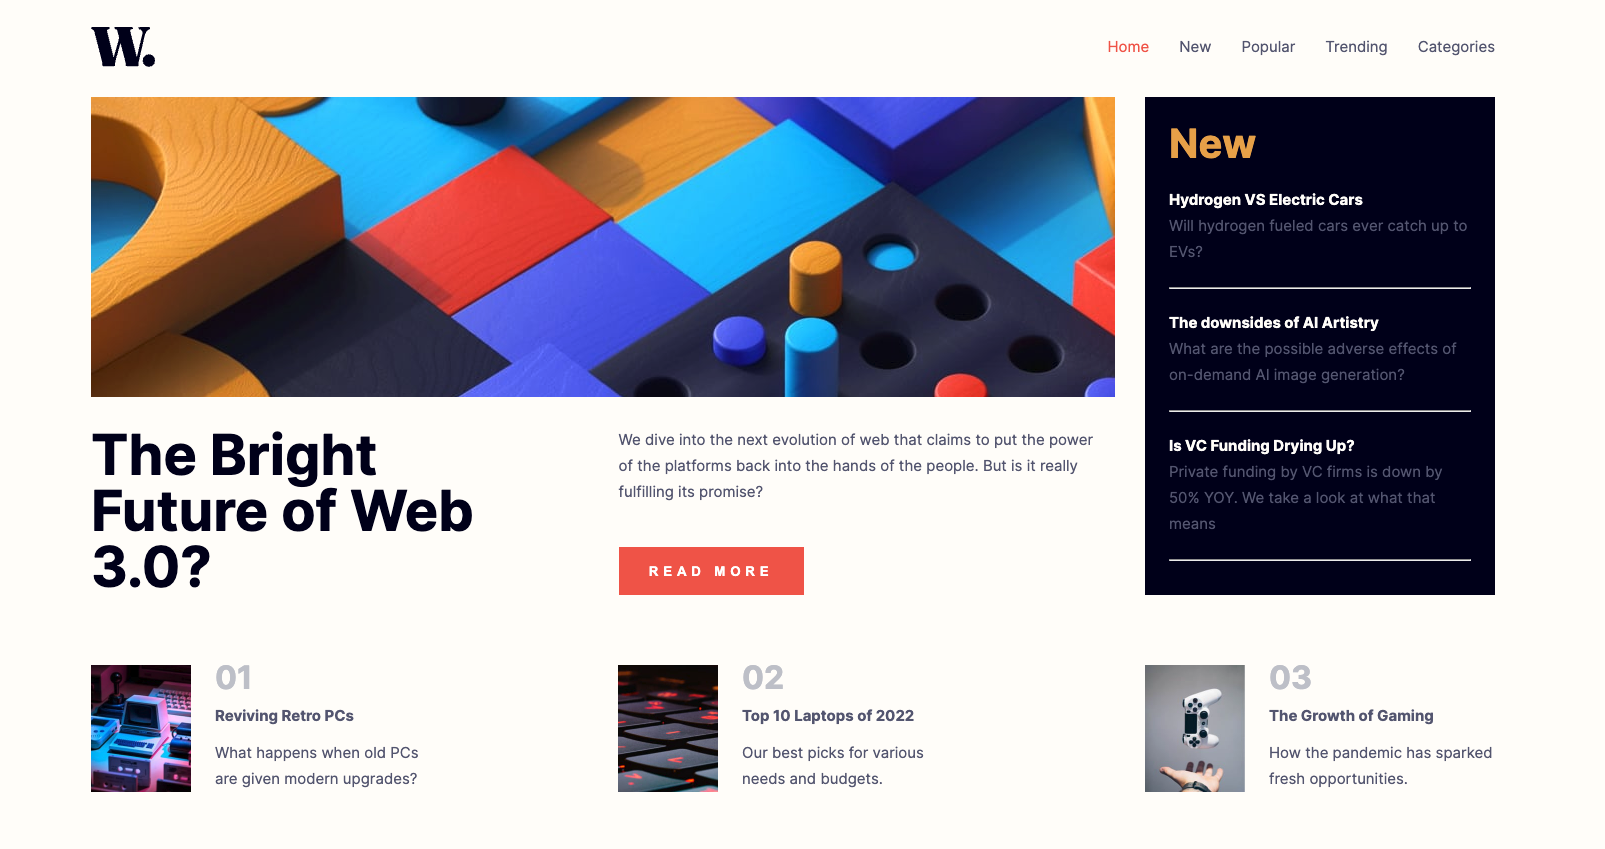 W.
Home New Popular Trending Categories
New
Hydrogen VS Electric Cars
Will hydrogen fueled cars ever catch up to
EVs?
The downsides of AI Artistry
What are the possible adverse effects of
on-demand AI image generation?
Is VC Funding Drying Up?
Private funding by VC firms is down by
50% YOY. We take a look at what that
means
The Bright
Future of Web
3.0?
We dive into the next evolution of web that claims to put the power
of the platforms back into the hands of the people. But is it really
fulfilling its promise?
READ MORE
01
Reviving Retro PCs
What happens when old PCs
are given modern upgrades?
02
Top 10 Laptops of 2022
Our best picks for various
needs and budgets.
03
The Growth of Gaming
How the pandemic has sparked
fresh opportunities.